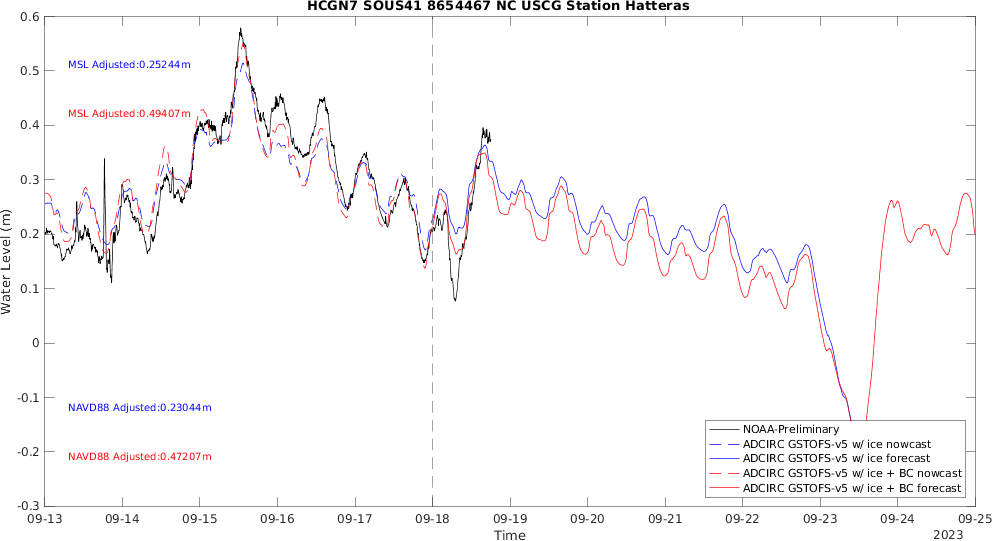 HCGN7 SOUS41 8654467 NC USCG Station Hatteras
Water Level (m)
0.6
0.5
0.4
0.3
0.2
0.1
0
-0.1
-0.2
-0.3
MSL Adjusted:0.25244m
MSL Adjusted:0.49407m
NAVD88 Adjusted:0.23044m
NAVD88 Adjusted:0.47207m
NOAA-Preliminary
ADCIRC GSTOFS-v5 w/ ice nowcast
ADCIRC GSTOFS-v5 w/ ice forecast
ADCIRC GSTOFS-v5 w/ ice + BC nowcast
ADCIRC GSTOFS-v5 w/ ice + BC forecast
09-13 09-14 09-15 09-16 09-17 09-18 09-19 09-20 09-21 09-22 09-23 09-24 09-25
Time
2023